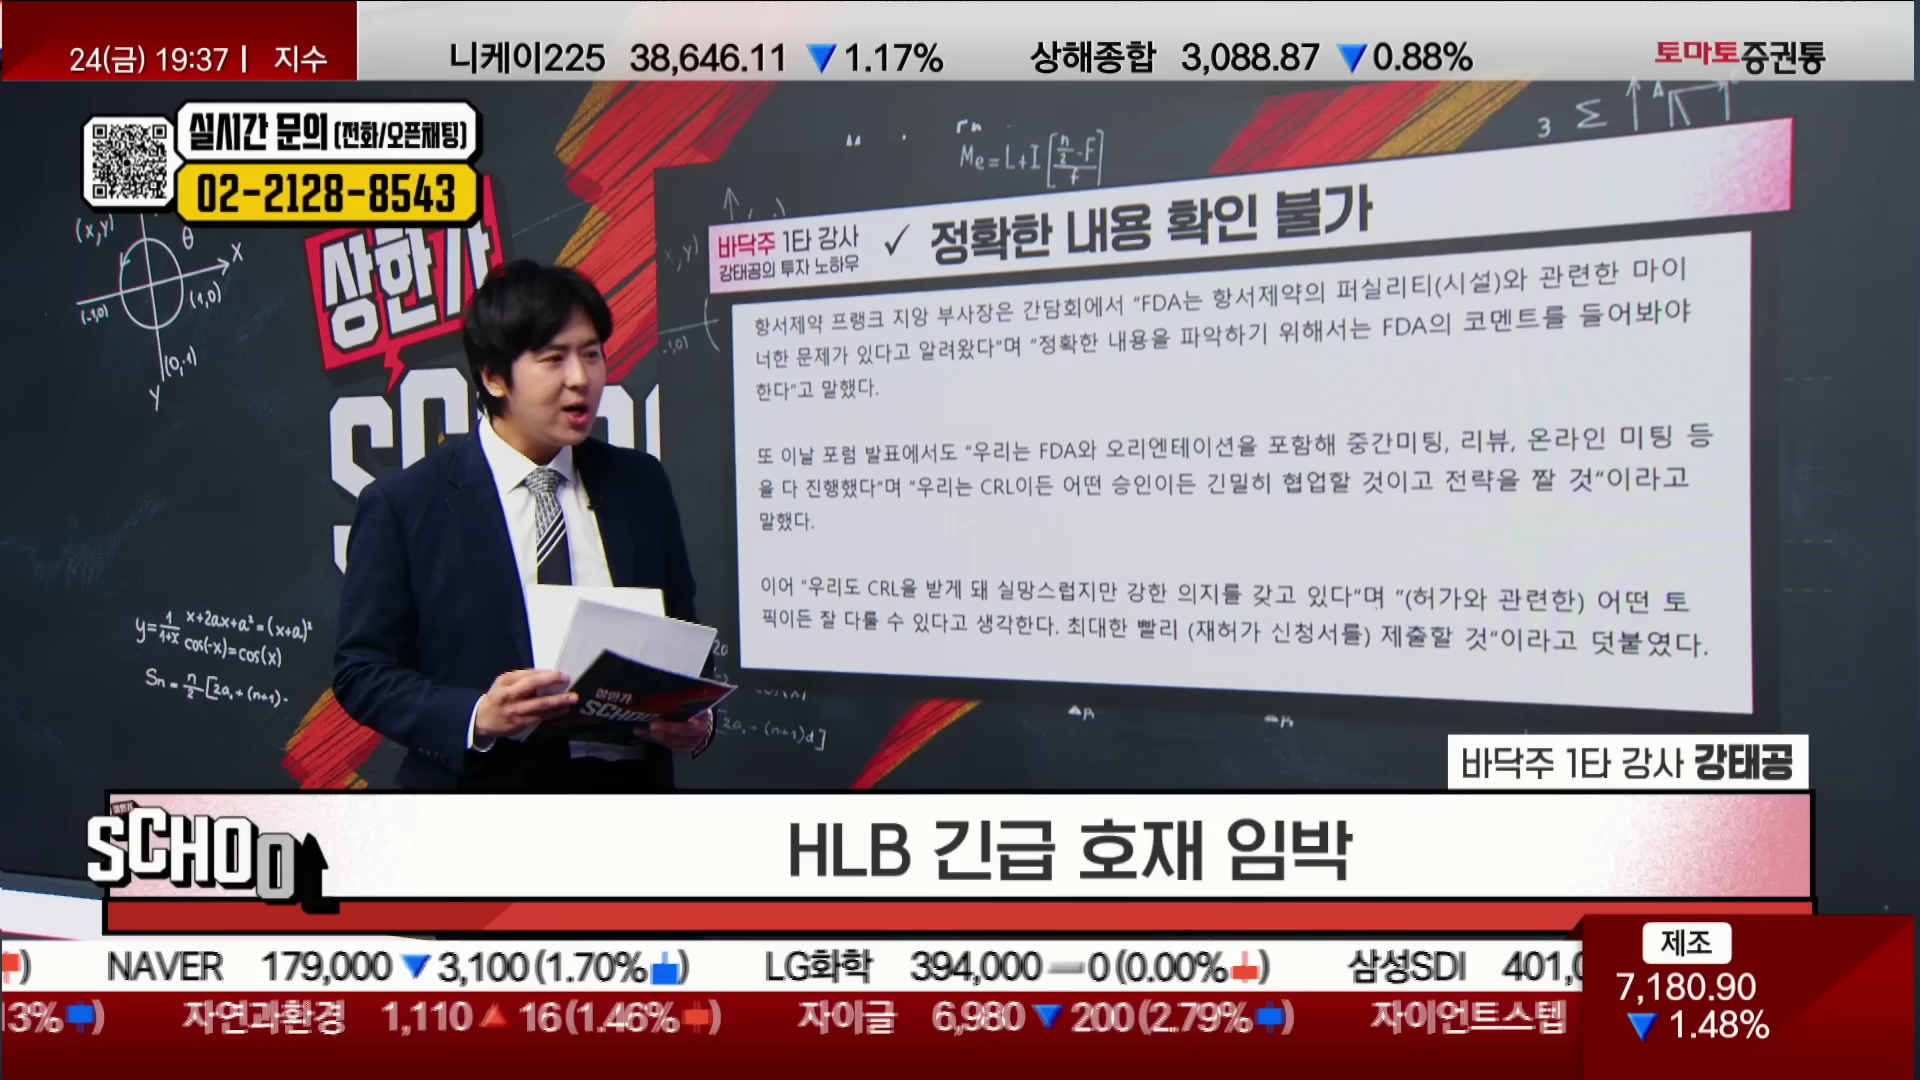 24(금) 19:37 | 지수
니케이225 38,646.11 ▼1.17%
상해종합 3,088.87 ▼0.88%
토마토증권통
실시간 문의 (전화/오픈채팅)
02-2128-8543
상한가
바닥주 1타 강사
강태공의 투자 노하우
✓ 정확한 내용 확인 불가
항서제약 프랭크 지앙 부사장은 간담회에서 “FDA는 항서제약의 퍼실리티(시설)와 관련한 마이
너한 문제가 있다고 알려왔다“며 “정확한 내용을 파악하기 위해서는 FDA의 코멘트를 들어봐야
한다“고 말했다.
또 이날 포럼 발표에서도 “우리는 FDA와 오리엔테이션을 포함해 중간미팅, 리뷰, 온라인 미팅 등
을 다 진행했다“며 “우리는 CRL이든 어떤 승인이든 긴밀히 협업할 것이고 전략을 짤 것“이라고
말했다.
이어 “우리도 CRL을 받게 돼 실망스럽지만 강한 의지를 갖고 있다“며 “(허가와 관련한) 어떤 토
픽이든 잘 다룰 수 있다고 생각한다. 최대한 빨리 (재허가 신청서를) 제출할 것“이라고 덧붙였다.
(x,y)
θ
X
(-1,0)
(1,0)
(0,-1)
Y
3 Σ
상한가
SCHOOL
바닥주 1타 강사 강태공
SCHOOL
HLB 긴급 호재 임박
NAVER 179,000 ▼3,100(1.70%) LG화학 394,000 0(0.00%) 삼성SDI 401,0
3%) 자연과환경 1,110 ▲16(1.46%) 자이글 6,980 ▼200(2.79%) 자이언트스텝
제조
7,180.90
▼ 1.48%